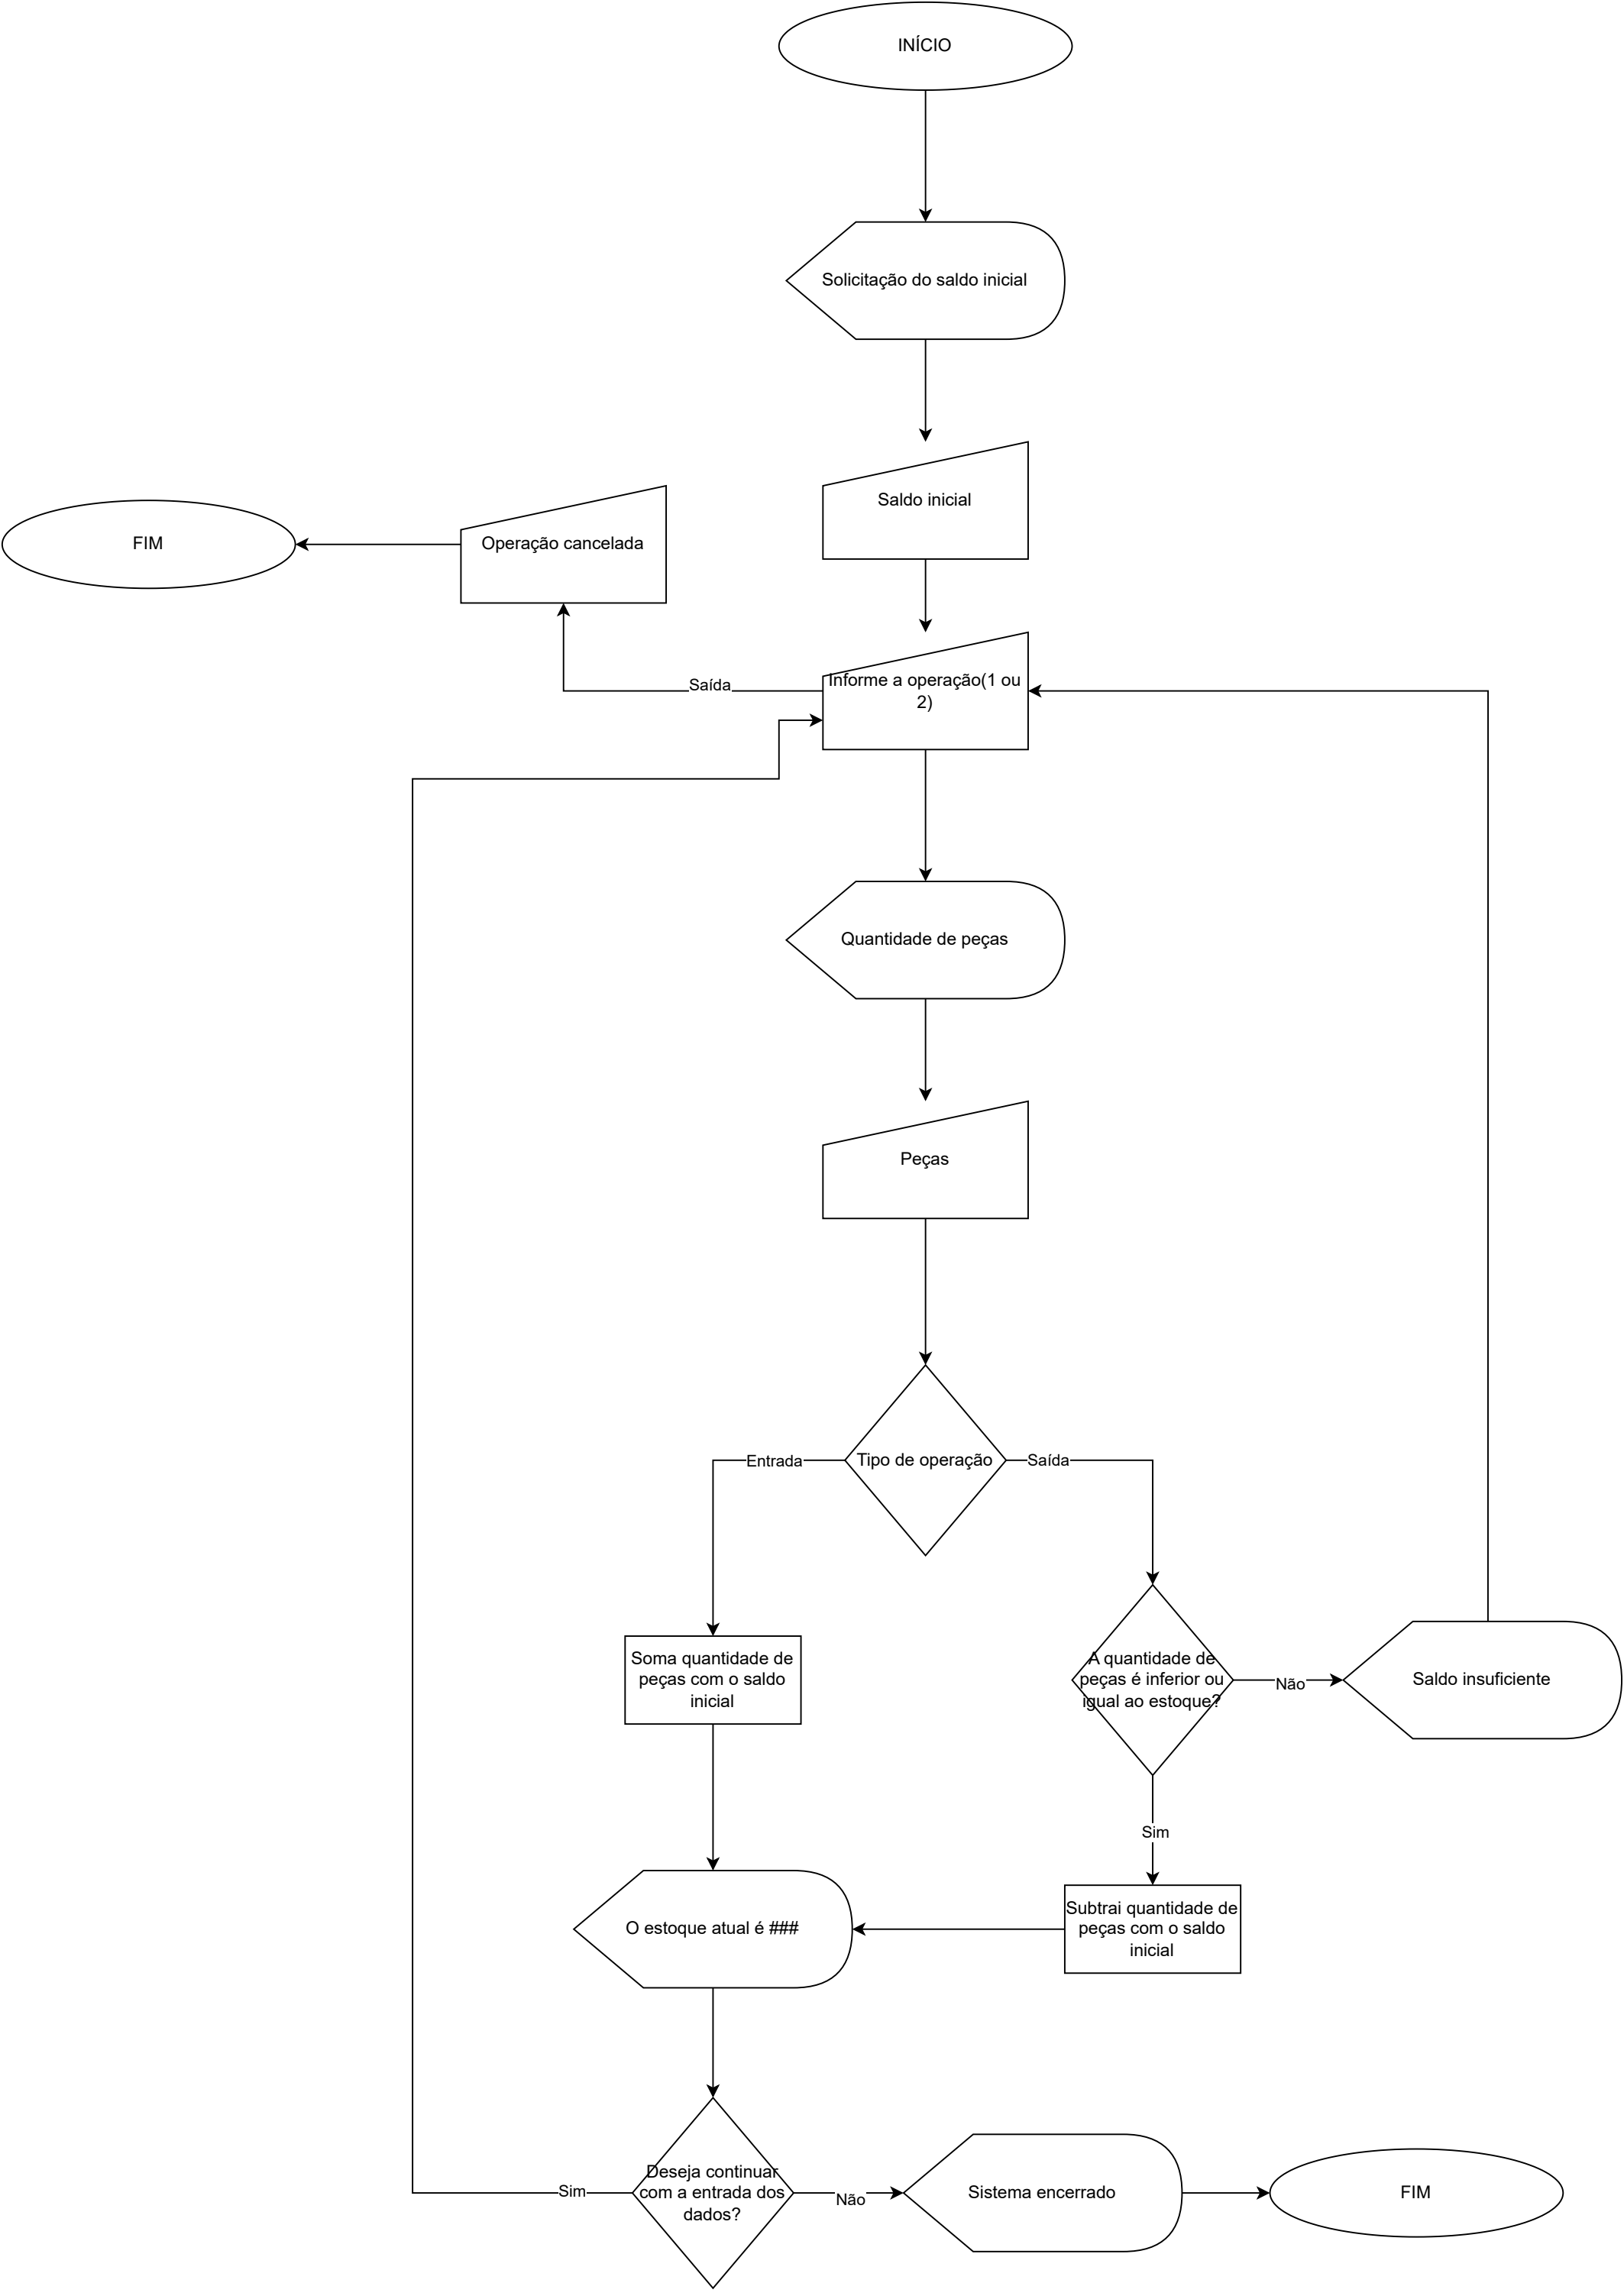 INÍCIO
Solicitação do saldo inicial
Saldo inicial
FIM
Operação cancelada
Saída
Informe a operação(1 ou
2)
Quantidade de peças
Peças
Entrada
Tipo de operação
Saída
Soma quantidade de
peças com o saldo
inicial
A quantidade de
peças é inferior ou
igual ao estoque?
Não
Saldo insuficiente
Sim
O estoque atual é ###
Subtrai quantidade de
peças com o saldo
inicial
Sim
Deseja continuar
com a entrada dos
dados?
Não
Sistema encerrado
FIM